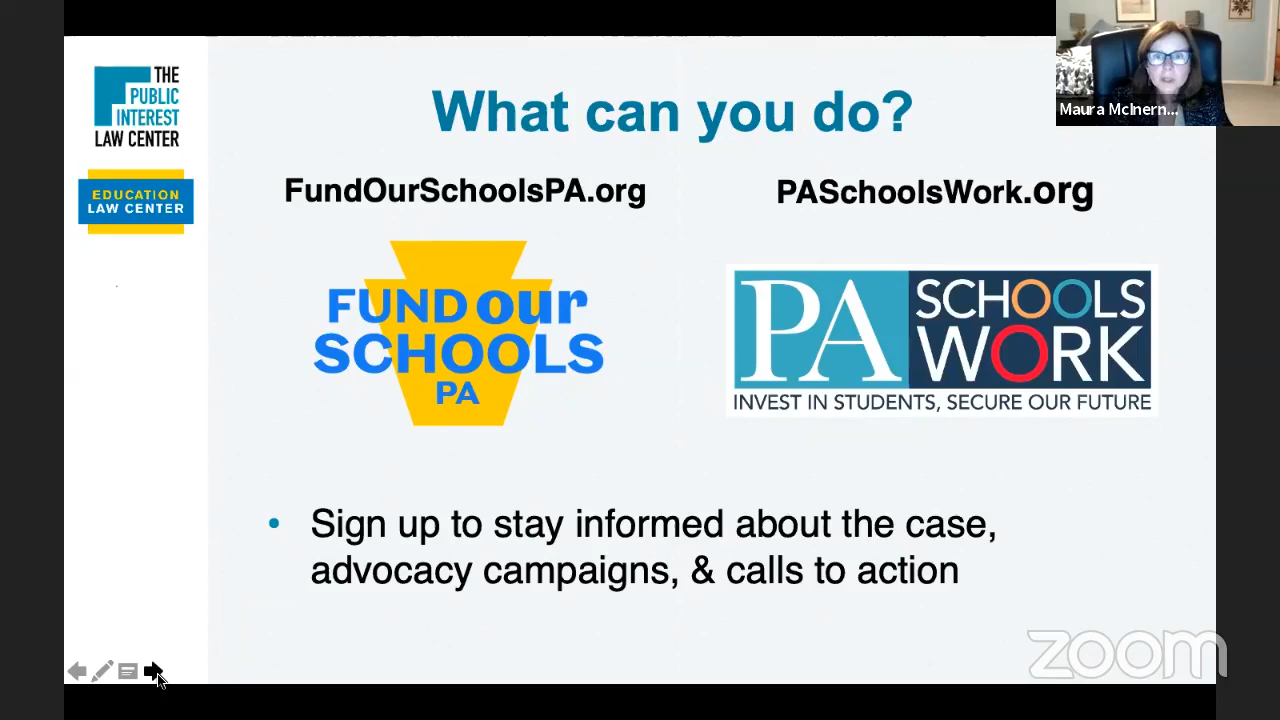 THE
PUBLIC
INTEREST
LAW CENTER
EDUCATION
LAW CENTER
What can you do?
Maura McInern...
FundOurSchoolsPA.org
PASchoolsWork.org
FUND our
SCHOOLS
PA
PA SCHOOLS
WORK
INVEST IN STUDENTS, SECURE OUR FUTURE
• Sign up to stay informed about the case,
advocacy campaigns, & calls to action
zoom